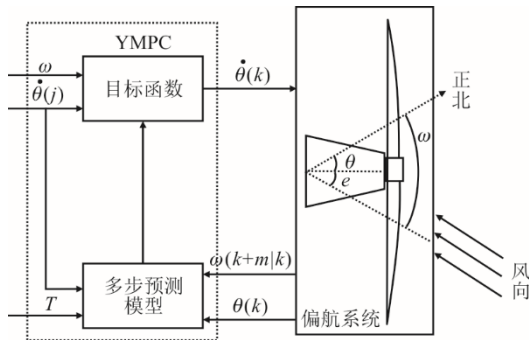 YMPC
ω
θ̇(j)
目标函数
θ̇(k)
正北
ω
θ
e
ω(k+m|k)
多步预测
模型
T
θ(k)
偏航系统
风向